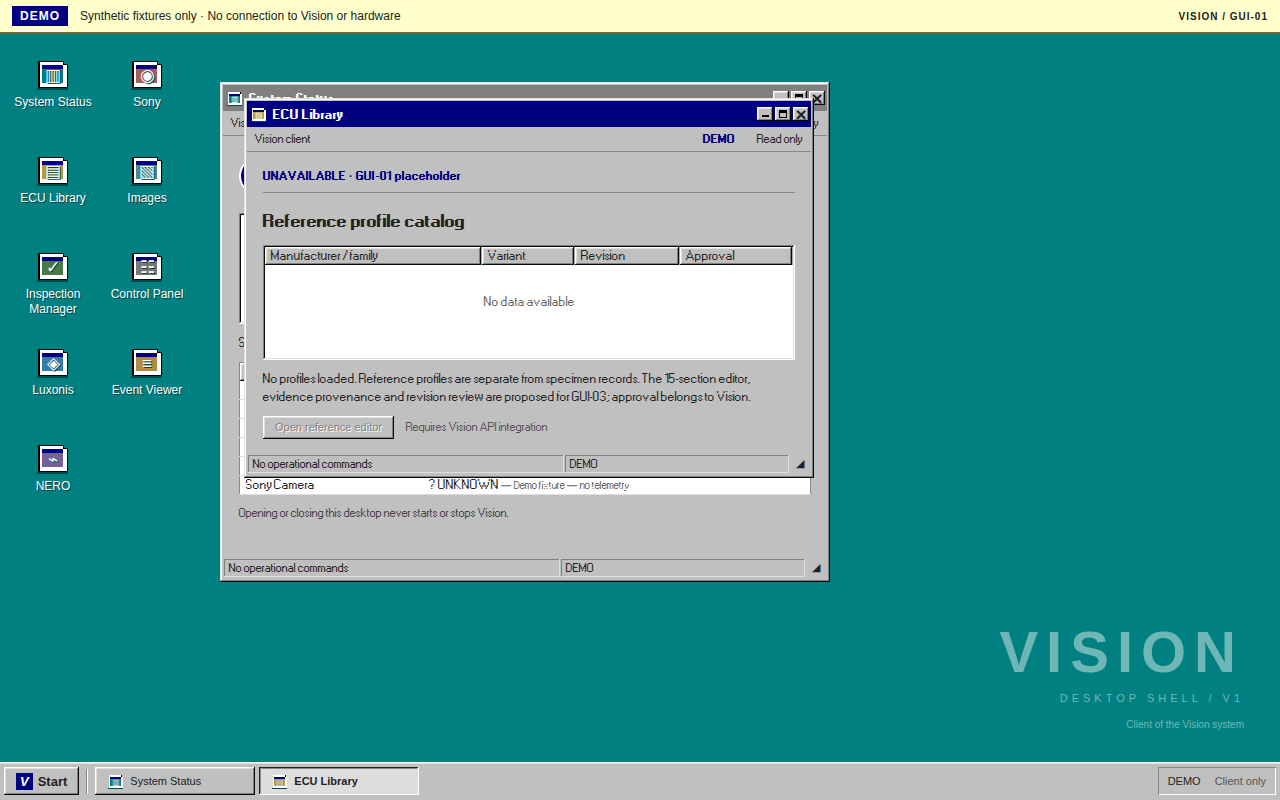 DEMO
Synthetic fixtures only · No connection to Vision or hardware
VISION / GUI-01
System Status
Sony
ECU Library
Images
Inspection
Manager
Control Panel
Luxonis
Event Viewer
NERO
System Status
ECU Library
Vision client
DEMO
Read only
UNAVAILABLE · GUI-01 placeholder
Reference profile catalog
Manufacturer / family
Variant
Revision
Approval
No data available
No profiles loaded. Reference profiles are separate from specimen records. The 15-section editor,
evidence provenance and revision review are proposed for GUI-03; approval belongs to Vision.
Open reference editor
Requires Vision API integration
No operational commands
DEMO
Sony Camera
? UNKNOWN — Demo fixture — no telemetry
Opening or closing this desktop never starts or stops Vision.
No operational commands
DEMO
VISION
DESKTOP SHELL / V1
Client of the Vision system
V Start
System Status
ECU Library
DEMO
Client only